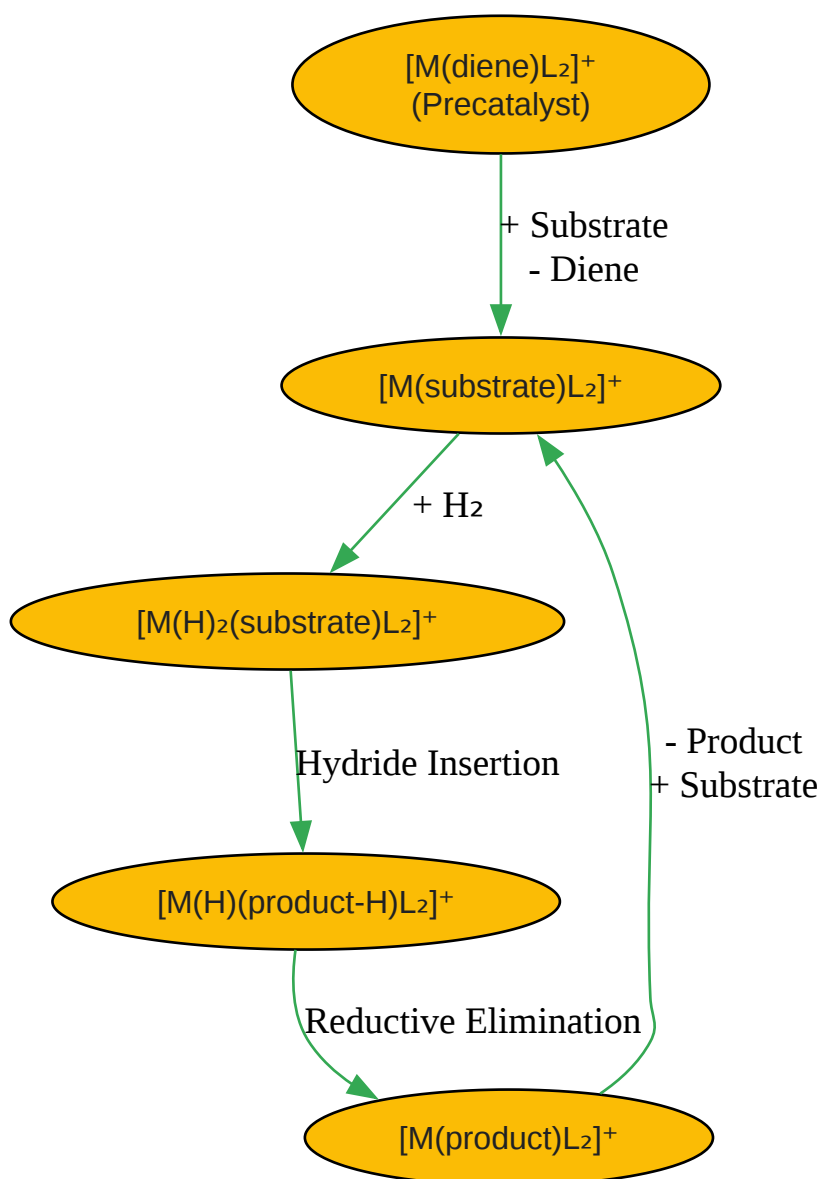 [M(diene)L₂]⁺
(Precatalyst)
+ Substrate
- Diene
[M(substrate)L₂]⁺
+ H₂
[M(H)₂(substrate)L₂]⁺
- Product
+ Substrate
Hydride Insertion
[M(H)(product-H)L₂]⁺
Reductive Elimination
[M(product)L₂]⁺